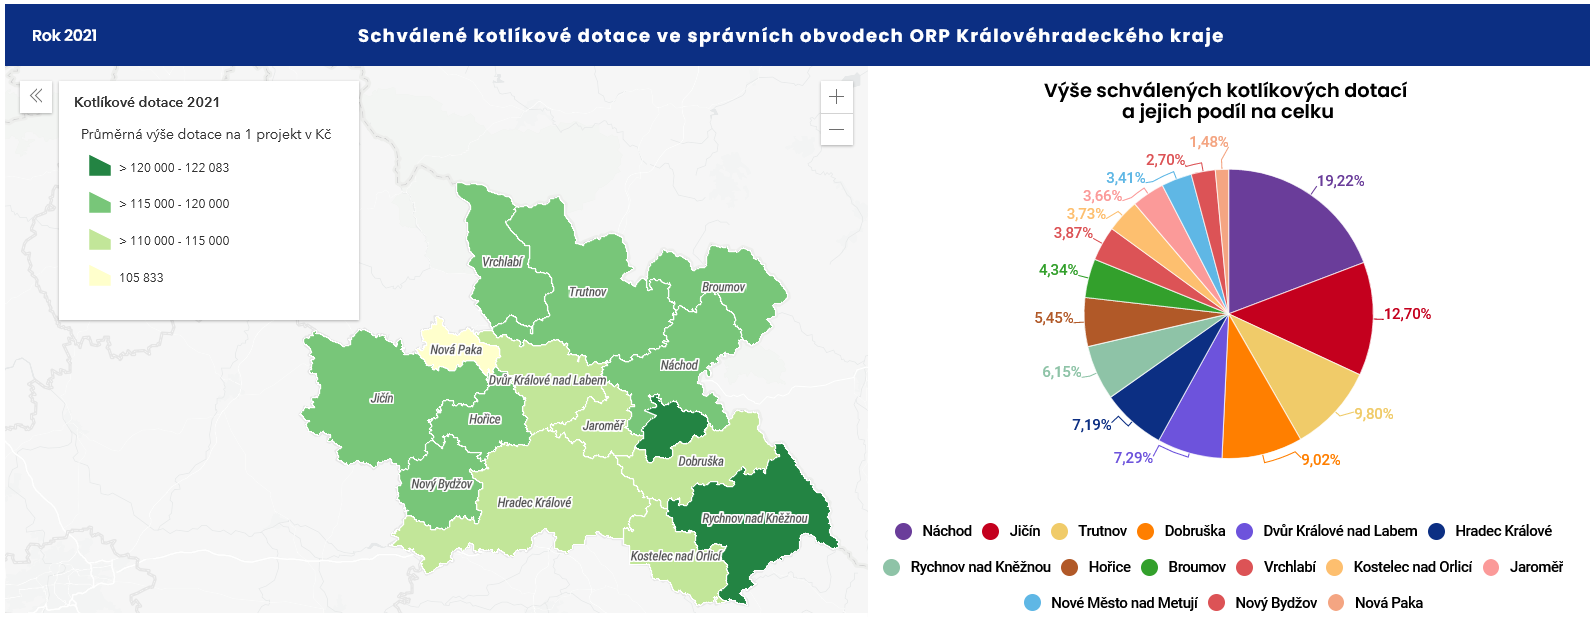 Rok 2021
Schválené kotlíkové dotace ve správních obvodech ORP Královéhradeckého kraje
Kotlíkové dotace 2021
Průměrná výše dotace na 1 projekt v Kč
> 120 000 - 122 083
> 115 000 - 120 000
> 110 000 - 115 000
105 833
Vrchlabí
Trutnov
Broumov
Nová Paka
Náchod
Dvůr Králové nad Labem
Jičín
Hořice
Jaroměř
Dobruška
Nový Bydžov
Hradec Králové
Rychnov nad Kněžnou
Kostelec nad Orlicí
Výše schválených kotlíkových dotací
a jejich podíl na celku
1,48%
2,70%
3,41%
3,66%
3,73%
3,87%
4,34%
5,45%
6,15%
7,19%
7,29%
9,02%
9,80%
12,70%
19,22%
Náchod Jičín Trutnov Dobruška Dvůr Králové nad Labem Hradec Králové
Rychnov nad Kněžnou Hořice Broumov Vrchlabí Kostelec nad Orlicí Jaroměř
Nové Město nad Metují Nový Bydžov Nová Paka